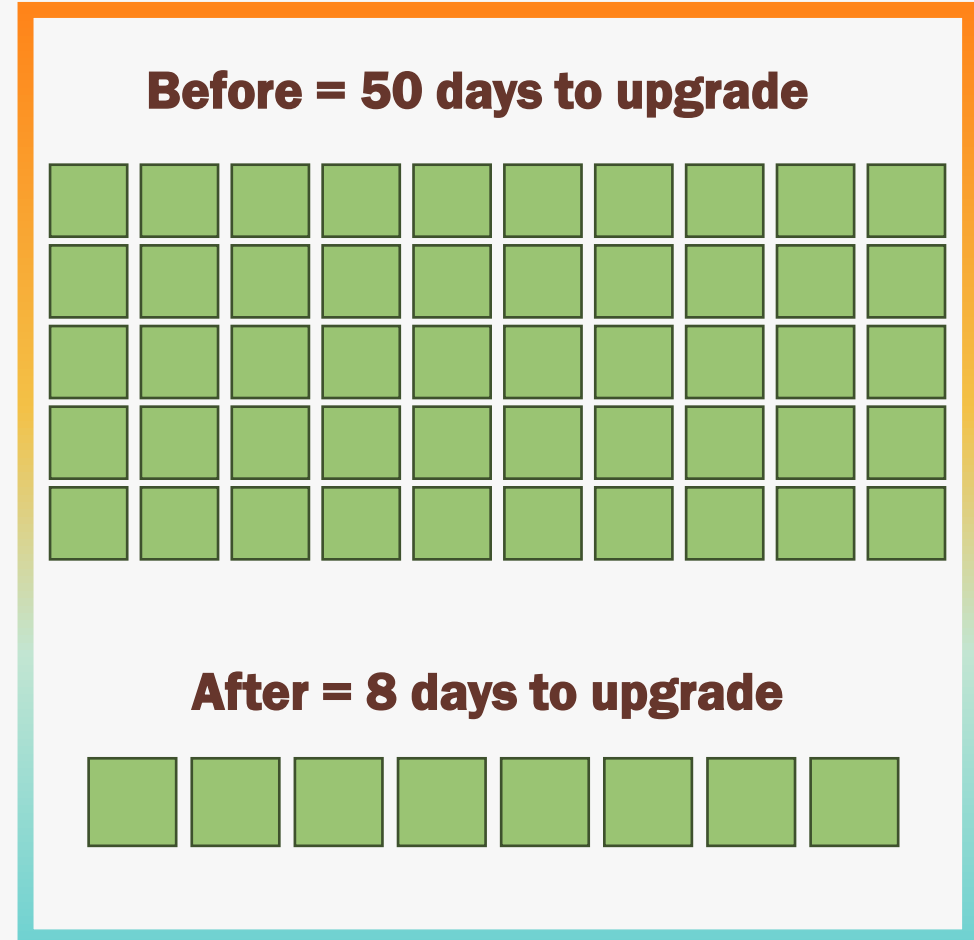 Before = 50 days to upgrade
After = 8 days to upgrade